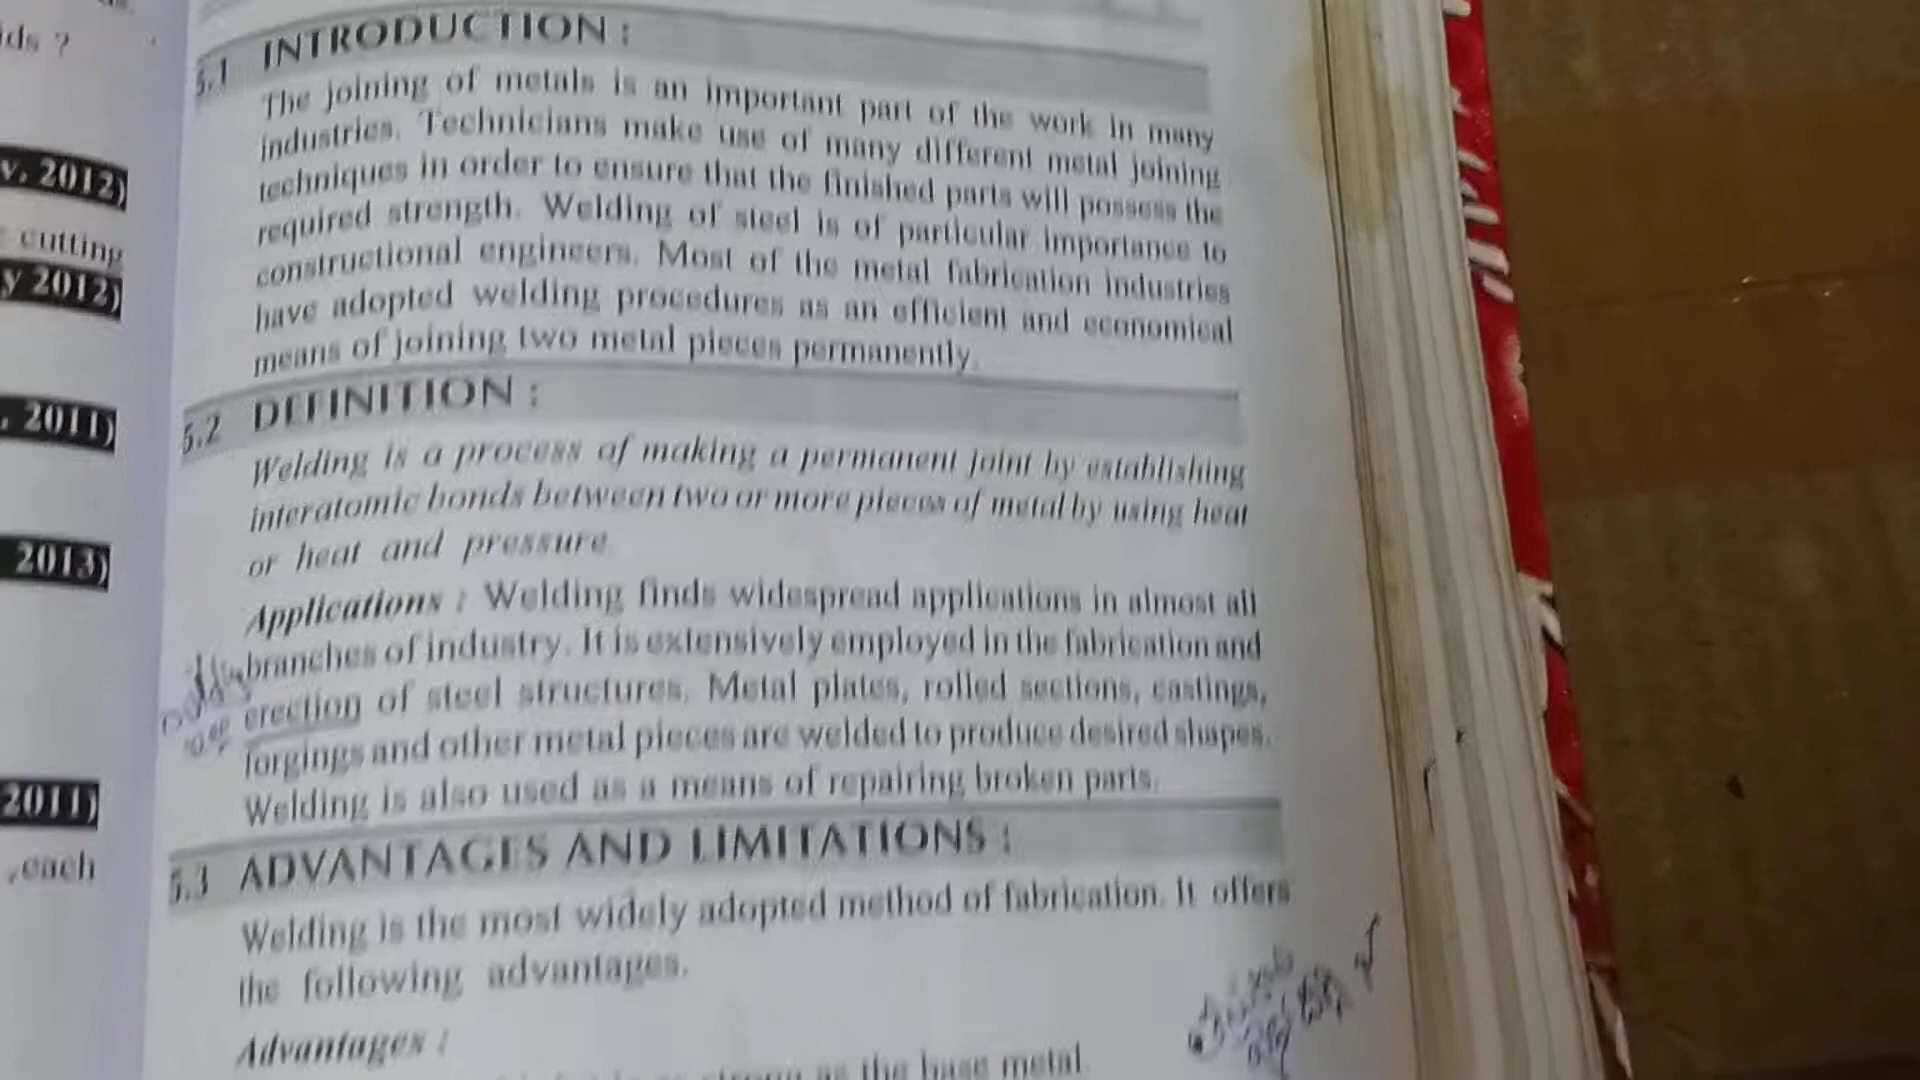 ids ?
v. 2012)
cutting
y 2012)
. 2011)
2013)
2011)
,each
5.1 INTRODUCTION :
The joining of metals is an important part of the work in many
industries. Technicians make use of many different metal joining
techniques in order to ensure that the finished parts will possess the
required strength. Welding of steel is of particular importance to
constructional engineers. Most of the metal fabrication industries
have adopted welding procedures as an efficient and economical
means of joining two metal pieces permanently.
5.2 DEFINITION :
Welding is a process of making a permanent joint by establishing
interatomic bonds between two or more pieces of metal by using heat
or heat and pressure
Applications : Welding finds widespread applications in almost all
branches of industry. It is extensively employed in the fabrication and
erection of steel structures. Metal plates, rolled sections, castings,
forgings and other metal pieces are welded to produce desired shapes.
Welding is also used as a means of repairing broken parts.
5.3 ADVANTAGES AND LIMITATIONS :
Welding is the most widely adopted method of fabrication. It offers
the following advantages.
Advantages :
strong as the base metal